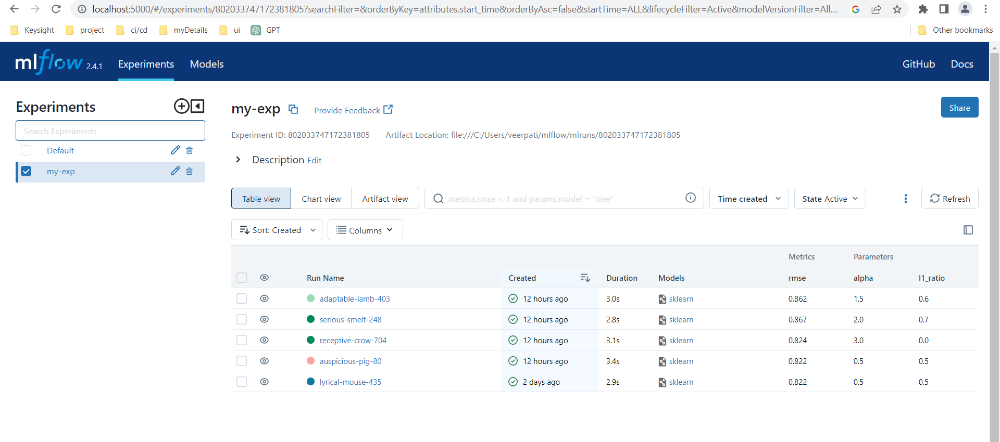 localhost:5000/#/experiments/802033747172381805?searchFilter=&orderByKey=attributes.start_time&orderByAsc=false&startTime=ALL&lifecycleFilter=Active&modelVersionFilter=All...
Keysight project ci/cd myDetails ui GPT Other bookmarks
mlflow 2.4.1 Experiments Models GitHub Docs
Experiments
Search Experiments
Default
my-exp
my-exp Provide Feedback Share
Experiment ID: 802033747172381805 Artifact Location: file:///C:/Users/veerpati/mlflow/mlruns/802033747172381805
Description Edit
Table view Chart view Artifact view metrics.rmse < 1 and params.model = "tree" Time created State Active Refresh
Sort: Created Columns
Metrics Parameters
Run Name Created Duration Models rmse alpha l1_ratio
adaptable-lamb-403 12 hours ago 3.0s sklearn 0.862 1.5 0.6
serious-smelt-248 12 hours ago 2.8s sklearn 0.867 2.0 0.7
receptive-crow-704 12 hours ago 3.1s sklearn 0.824 3.0 0.0
auspicious-pig-80 12 hours ago 3.4s sklearn 0.822 0.5 0.5
lyrical-mouse-435 2 days ago 2.9s sklearn 0.822 0.5 0.5